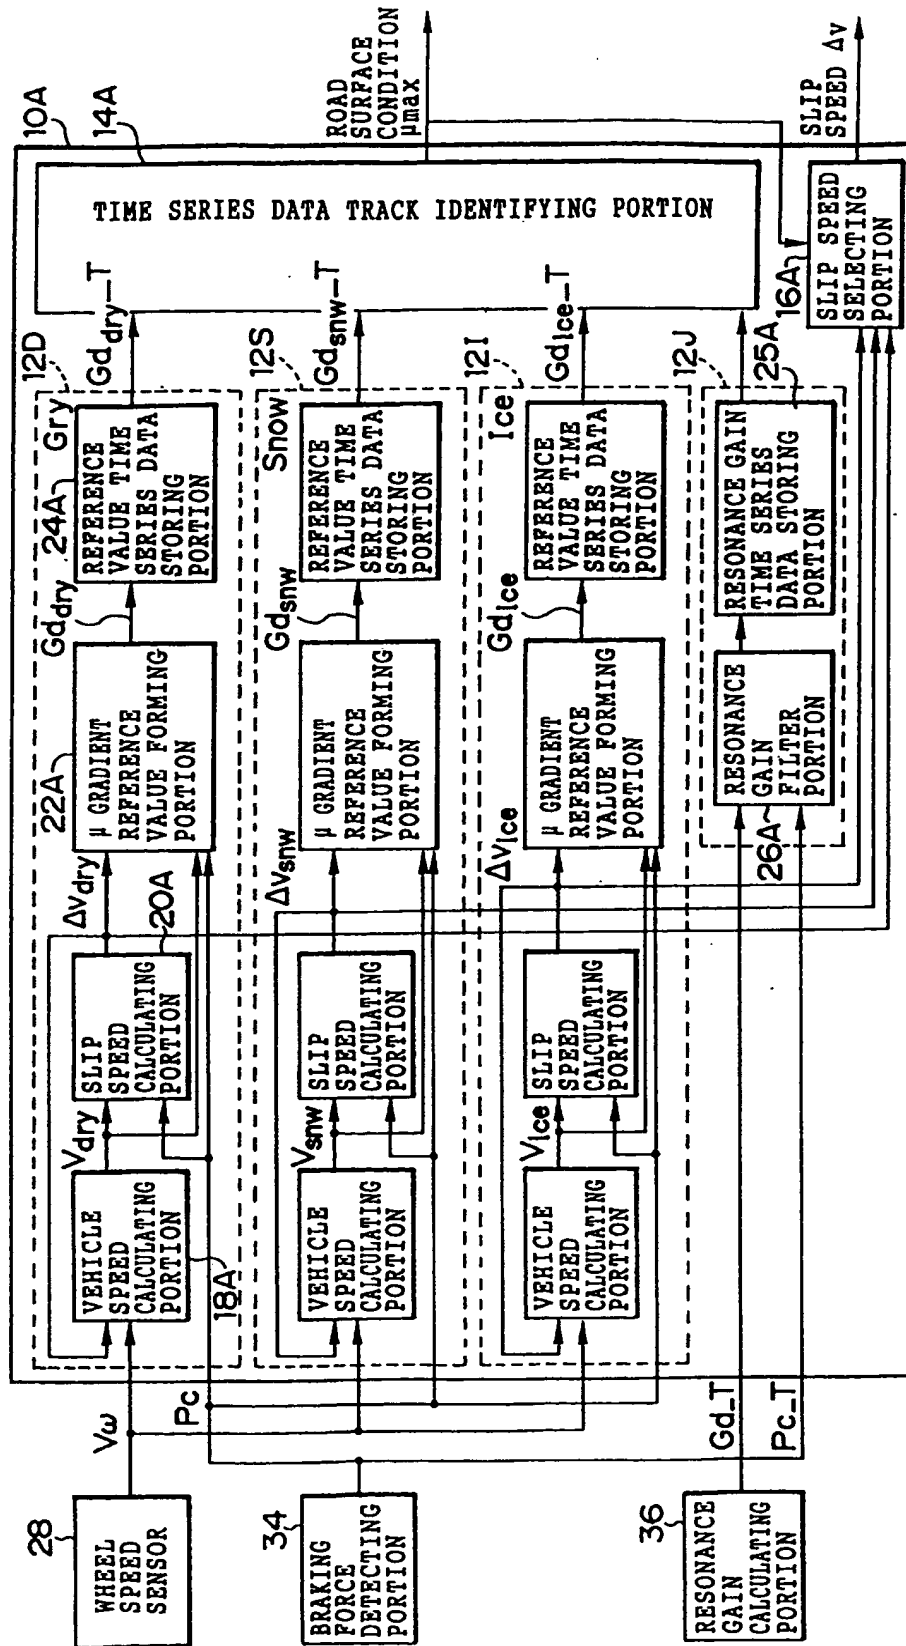 28
WHEEL
SPEED
SENSOR
34
BRAKING
FORCE
DETECTING
PORTION
36
RESONANCE
GAIN
CALCULATING
PORTION
Vω
Pc
Gd_T
Pc_T
10A
12D
Gry
VEHICLE
SPEED
CALCULATING
PORTION
18A
Vdry
SLIP
SPEED
CALCULATING
PORTION
20A
Δvdry
22A
μ GRADIENT
REFERENCE
VALUE FORMING
PORTION
Gddry
24A
REFERENCE
VALUE TIME
SERIES DATA
STORING
PORTION
Gddry_T
12S
Snow
VEHICLE
SPEED
CALCULATING
PORTION
Vsnw
SLIP
SPEED
CALCULATING
PORTION
Δvsnw
μ GRADIENT
REFERENCE
VALUE FORMING
PORTION
Gdsnw
REFERENCE
VALUE TIME
SERIES DATA
STORING
PORTION
Gdsnw_T
12I
Ice
VEHICLE
SPEED
CALCULATING
PORTION
Vice
SLIP
SPEED
CALCULATING
PORTION
Δvice
μ GRADIENT
REFERENCE
VALUE FORMING
PORTION
Gdice
REFERENCE
VALUE TIME
SERIES DATA
STORING
PORTION
Gdice_T
12J
26A
RESONANCE
GAIN
FILTER
PORTION
25A
RESONANCE GAIN
TIME SERIES
DATA STORING
PORTION
14A
TIME SERIES DATA TRACK IDENTIFYING PORTION
16A
SLIP SPEED
SELECTING
PORTION
ROAD
SURFACE
CONDITION
μmax
SLIP
SPEED Δv